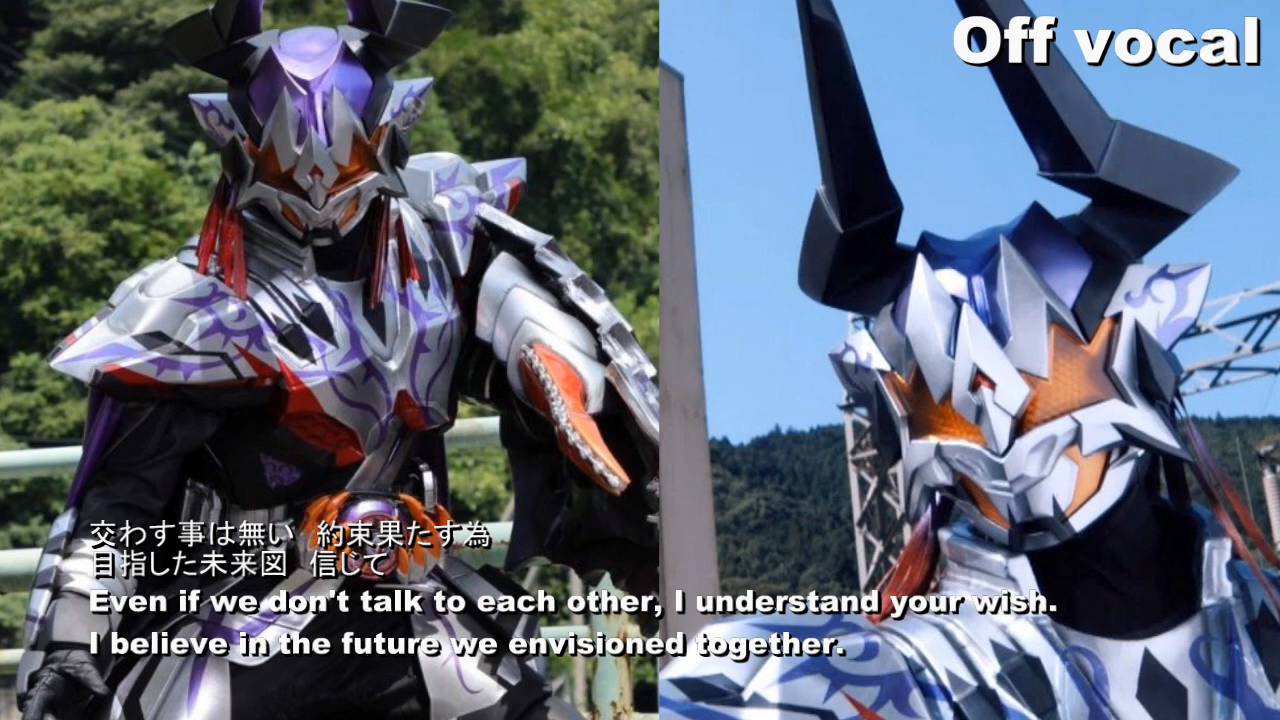 Off vocal
交わす事は無い　約束果たす為
目指した未来図　信じて
Even if we don't talk to each other, I understand your wish.
I believe in the future we envisioned together.